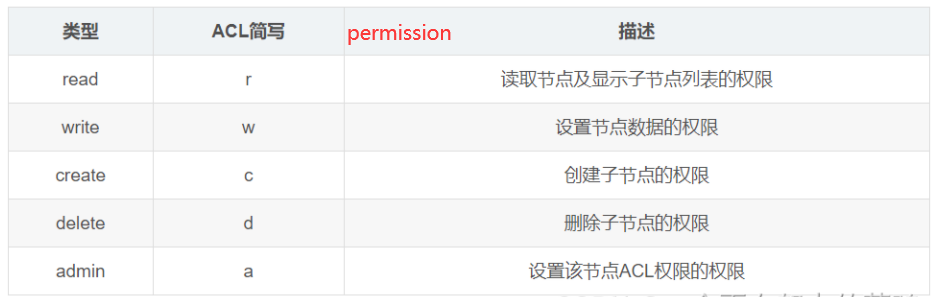 类型 ACL简写 permission 描述
read r 读取节点及显示子节点列表的权限
write w 设置节点数据的权限
create c 创建子节点的权限
delete d 删除子节点的权限
admin a 设置该节点ACL权限的权限